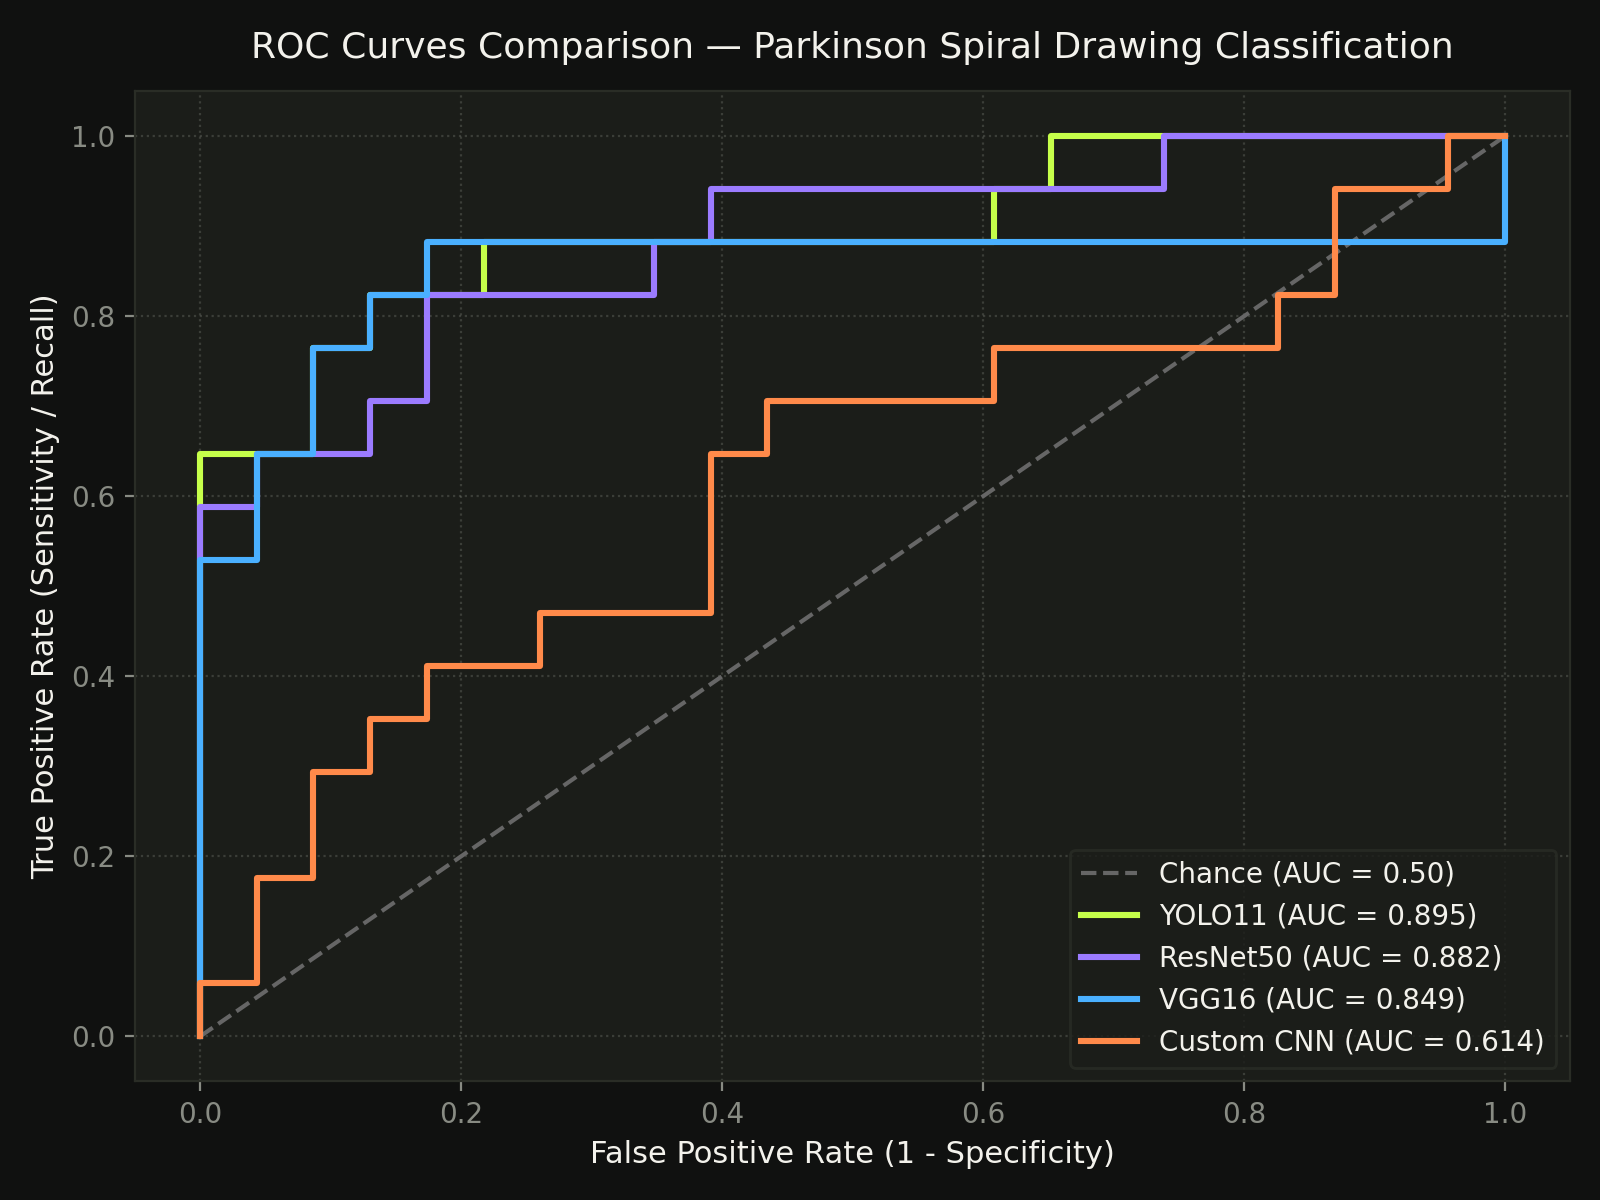 ROC Curves Comparison — Parkinson Spiral Drawing Classification
True Positive Rate (Sensitivity / Recall)
1.0
0.8
0.6
0.4
0.2
0.0
Chance (AUC = 0.50)
YOLO11 (AUC = 0.895)
ResNet50 (AUC = 0.882)
VGG16 (AUC = 0.849)
Custom CNN (AUC = 0.614)
0.0 0.2 0.4 0.6 0.8 1.0
False Positive Rate (1 - Specificity)